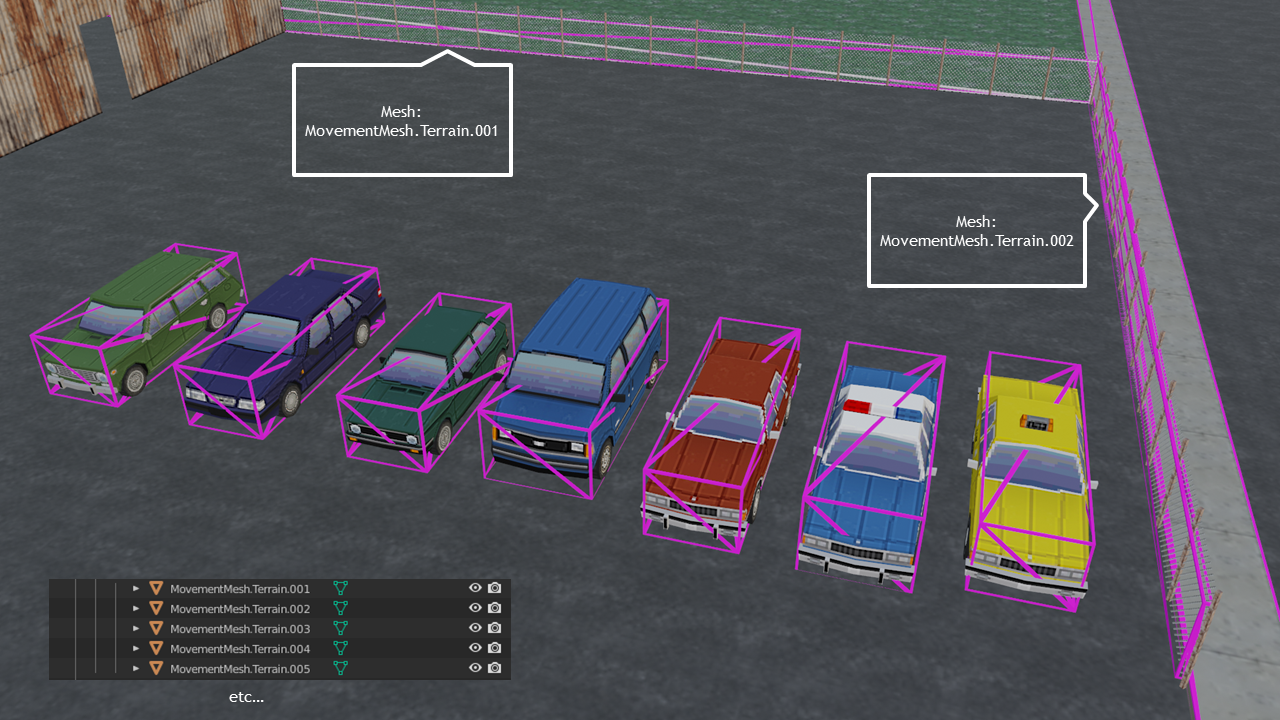 Mesh:
MovementMesh.Terrain.001
Mesh:
MovementMesh.Terrain.002
MovementMesh.Terrain.001
MovementMesh.Terrain.002
MovementMesh.Terrain.003
MovementMesh.Terrain.004
MovementMesh.Terrain.005
etc...